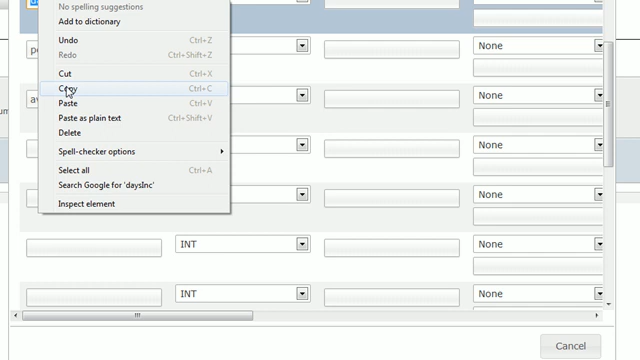 No spelling suggestions
Add to dictionary
Undo Ctrl+Z
Redo Ctrl+Shift+Z
Cut Ctrl+X
Copy Ctrl+C
Paste Ctrl+V
Paste as plain text Ctrl+Shift+V
Delete
Spell-checker options
Select all Ctrl+A
Search Google for 'daysInc'
Inspect element
None
None
None
None
INT None
INT None
Cancel